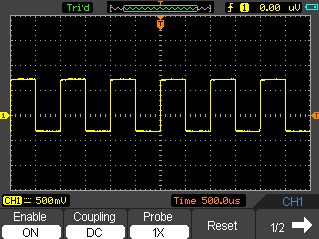 Tri'd T 1 0.00 uV
T
1 T
CH1 500mV Time 500.0us CH1
Enable Coupling Probe Reset 1/2
ON DC 1X